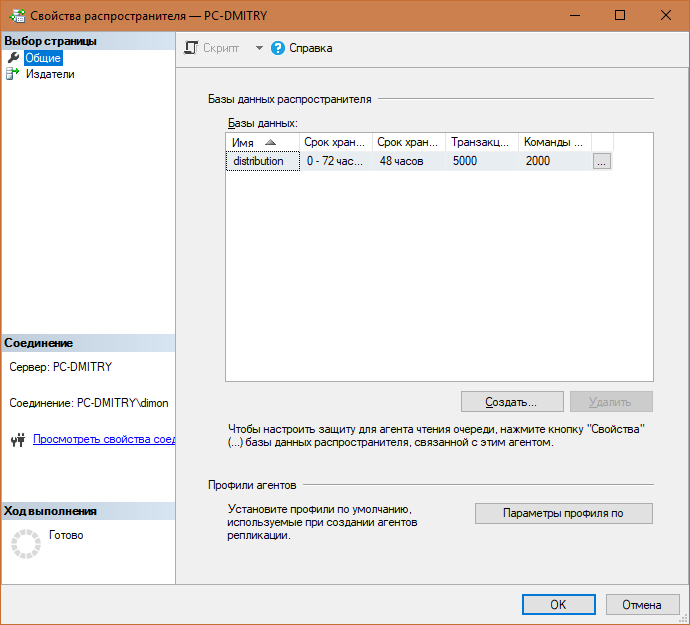 Свойства распространителя — PC-DMITRY
Выбор страницы
Общие
Издатели
Скрипт
Справка
Базы данных распространителя
Базы данных:
Имя Срок хран... Срок хран... Транзакц... Команды ...
distribution 0 - 72 час... 48 часов 5000 2000 ...
Создать... Удалить
Чтобы настроить защиту для агента чтения очереди, нажмите кнопку "Свойства"
(...) базы данных распространителя, связанной с этим агентом.
Профили агентов
Установите профили по умолчанию,
используемые при создании агентов
репликации.
Параметры профиля по
Соединение
Сервер: PC-DMITRY
Соединение: PC-DMITRY\dimon
Просмотреть свойства соед
Ход выполнения
Готово
OK Отмена